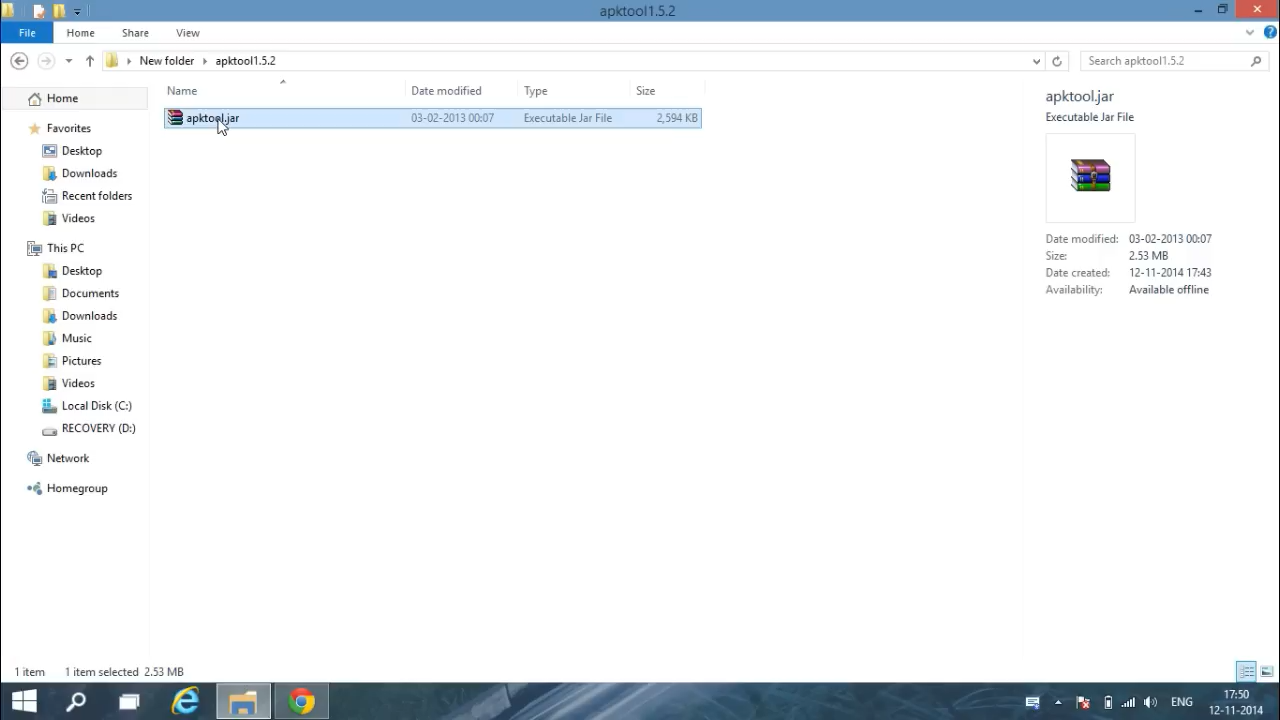 apktool1.5.2
File Home Share View
New folder apktool1.5.2 Search apktool1.5.2
Name Date modified Type Size
apktool.jar 03-02-2013 00:07 Executable Jar File 2,594 KB
Home
Favorites
Desktop
Downloads
Recent folders
Videos
This PC
Desktop
Documents
Downloads
Music
Pictures
Videos
Local Disk (C:)
RECOVERY (D:)
Network
Homegroup
apktool.jar
Executable Jar File
Date modified: 03-02-2013 00:07
Size: 2.53 MB
Date created: 12-11-2014 17:43
Availability: Available offline
1 item 1 item selected 2.53 MB
ENG 17:50
12-11-2014